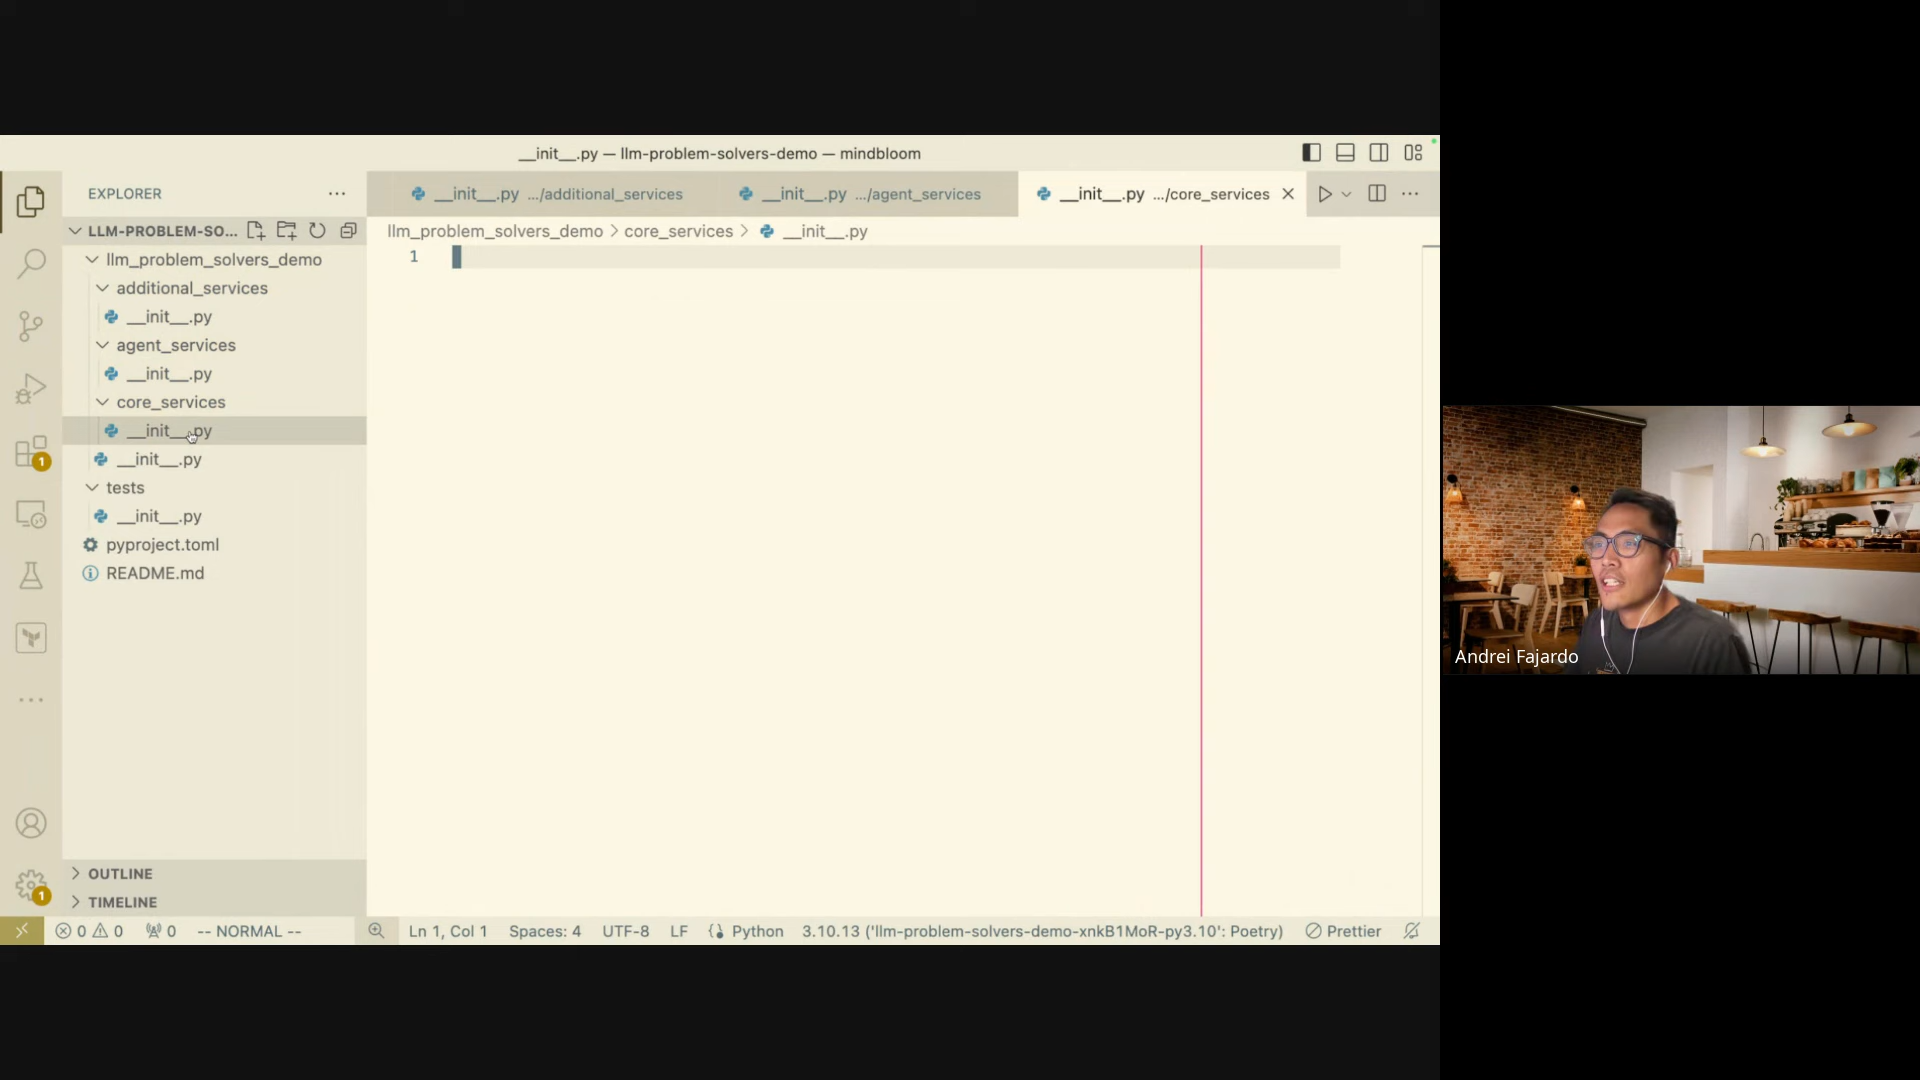 __init__.py — llm-problem-solvers-demo — mindbloom
EXPLORER
__init__.py .../additional_services
__init__.py .../agent_services
__init__.py .../core_services
LLM-PROBLEM-SO...
llm_problem_solvers_demo > core_services > __init__.py
1
llm_problem_solvers_demo
additional_services
__init__.py
agent_services
__init__.py
core_services
__init__.py
__init__.py
tests
__init__.py
pyproject.toml
README.md
1
Andrei Fajardo
OUTLINE
1
TIMELINE
0 0 0 -- NORMAL -- Ln 1, Col 1 Spaces: 4 UTF-8 LF Python 3.10.13 ('llm-problem-solvers-demo-xnkB1MoR-py3.10': Poetry) Prettier